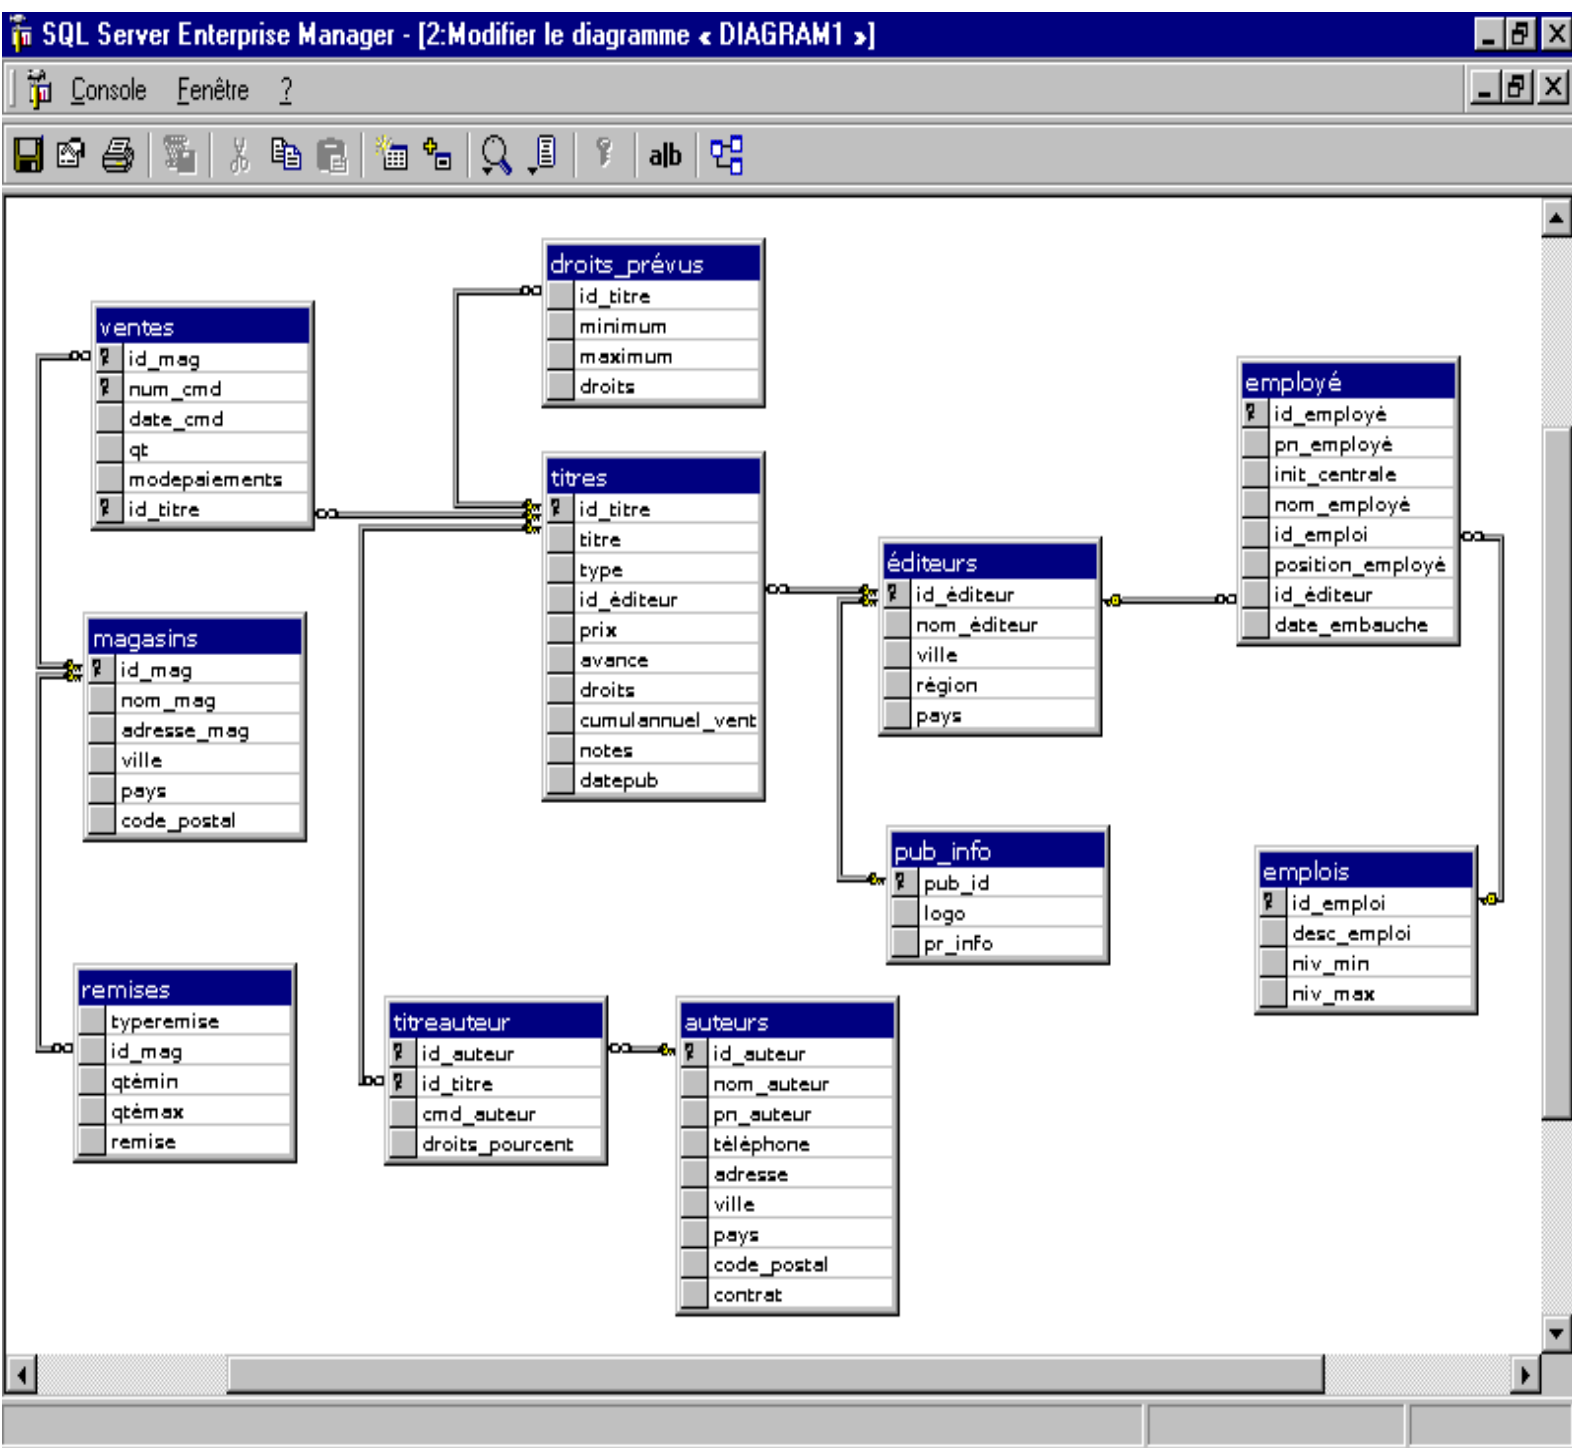 SQL Server Enterprise Manager - [2:Modifier le diagramme « DIAGRAM1 »]
Console Fenêtre ?
a|b
droits_prévus
id_titre
minimum
maximum
droits
ventes
id_mag
num_cmd
date_cmd
qt
modepaiements
id_titre
titres
id_titre
titre
type
id_éditeur
prix
avance
droits
cumulannuel_vent
notes
datepub
employé
id_employé
pn_employé
init_centrale
nom_employé
id_emploi
position_employé
id_éditeur
date_embauche
éditeurs
id_éditeur
nom_éditeur
ville
région
pays
magasins
id_mag
nom_mag
adresse_mag
ville
pays
code_postal
pub_info
pub_id
logo
pr_info
emplois
id_emploi
desc_emploi
niv_min
niv_max
remises
typeremise
id_mag
qtémin
qtémax
remise
titreauteur
id_auteur
id_titre
cmd_auteur
droits_pourcent
auteurs
id_auteur
nom_auteur
pn_auteur
téléphone
adresse
ville
pays
code_postal
contrat